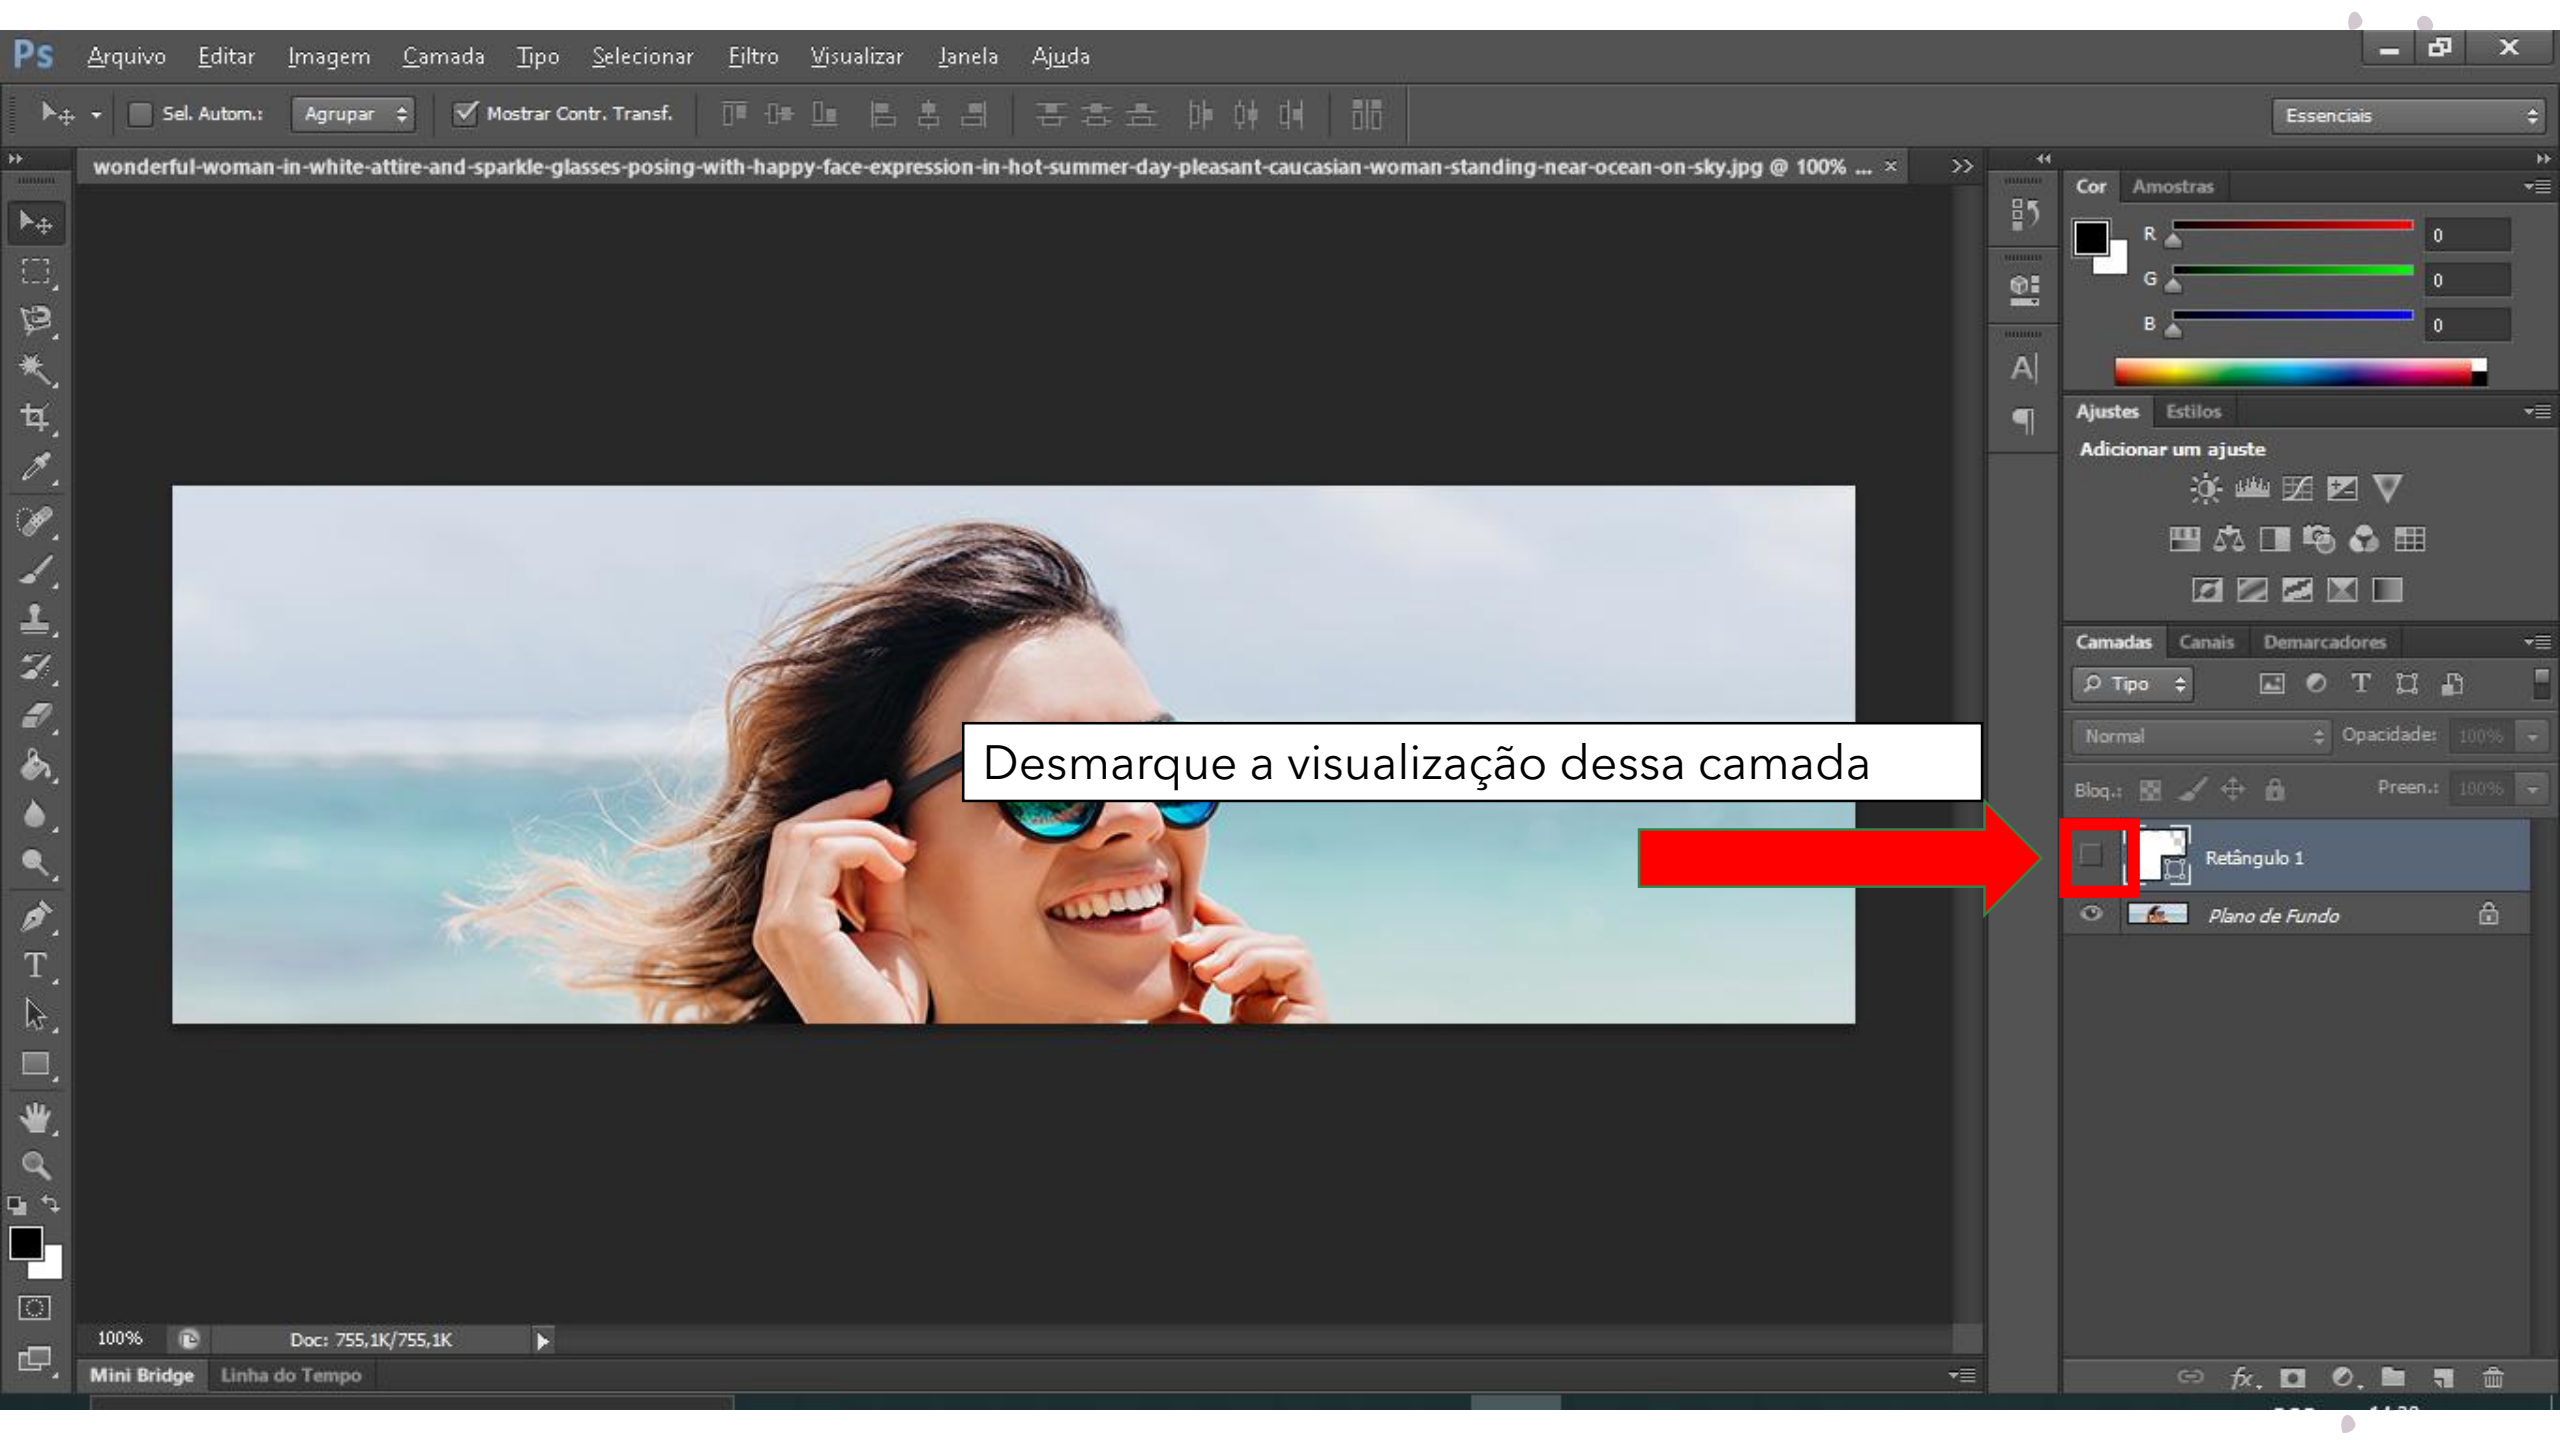 Ps Arquivo Editar Imagem Camada Tipo Selecionar Filtro Visualizar Janela Ajuda
Sel. Autom.: Agrupar Mostrar Contr. Transf. Essenciais
wonderful-woman-in-white-attire-and-sparkle-glasses-posing-with-happy-face-expression-in-hot-summer-day-pleasant-caucasian-woman-standing-near-ocean-on-sky.jpg @ 100% ... ×
Cor Amostras
R 0
G 0
B 0
Ajustes Estilos
Adicionar um ajuste
Camadas Canais Demarcadores
Tipo
Normal Opacidade: 100%
Desmarque a visualização dessa camada
Bloq.: Preen.: 100%
Retângulo 1
Plano de Fundo
100% Doc: 755,1K/755,1K
Mini Bridge Linha do Tempo